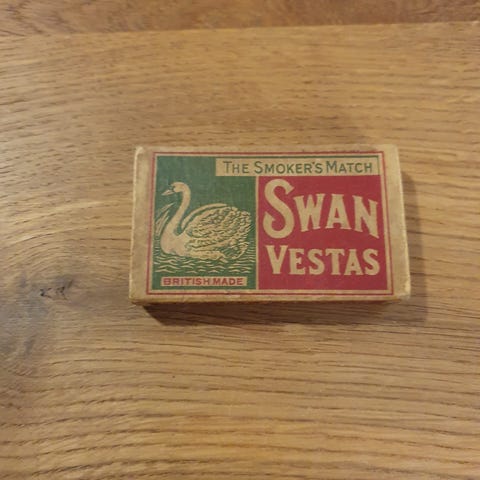 The Smoker's Match
Swan
Vestas
British Made